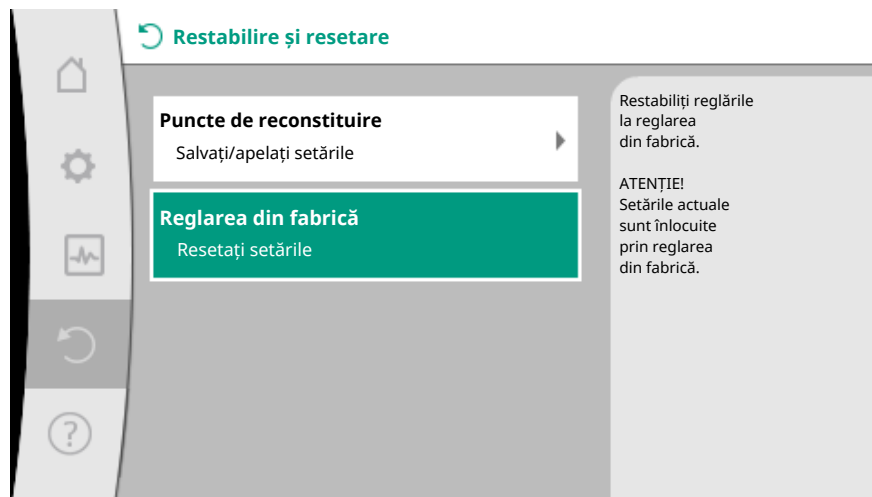 Restabilire și resetare
Puncte de reconstituire
Salvați/apelați setările
Reglarea din fabrică
Resetați setările
Restabiliți reglările
la reglarea
din fabrică.
ATENȚIE!
Setările actuale
sunt înlocuite
prin reglarea
din fabrică.
?